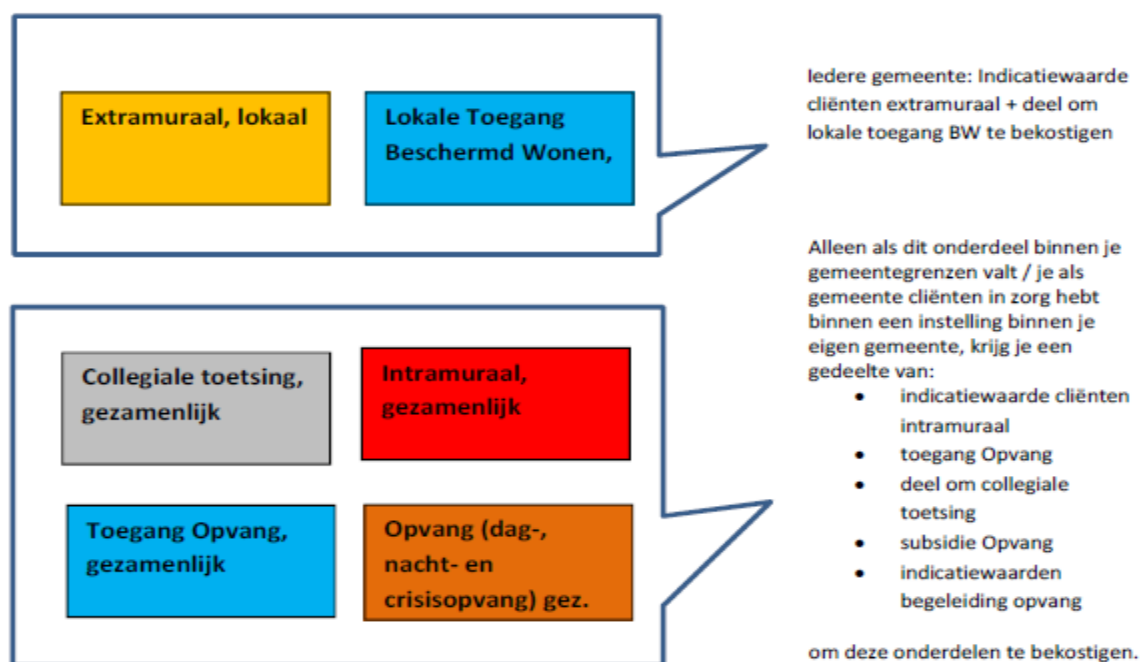 Extramuraal, lokaal
Lokale Toegang
Beschermd Wonen,
Iedere gemeente: Indicatiewaarde
cliënten extramuraal + deel om
lokale toegang BW te bekostigen
Collegiale toetsing,
gezamenlijk
Intramuraal,
gezamenlijk
Toegang Opvang,
gezamenlijk
Opvang (dag-,
nacht- en
crisisopvang) gez.
Alleen als dit onderdeel binnen je
gemeentegrenzen valt / je als
gemeente cliënten in zorg hebt
binnen een instelling binnen je
eigen gemeente, krijg je een
gedeelte van:
• indicatiewaarde cliënten
intramuraal
• toegang Opvang
• deel om collegiale
toetsing
• subsidie Opvang
• indicatiewaarden
begeleiding opvang
om deze onderdelen te bekostigen.